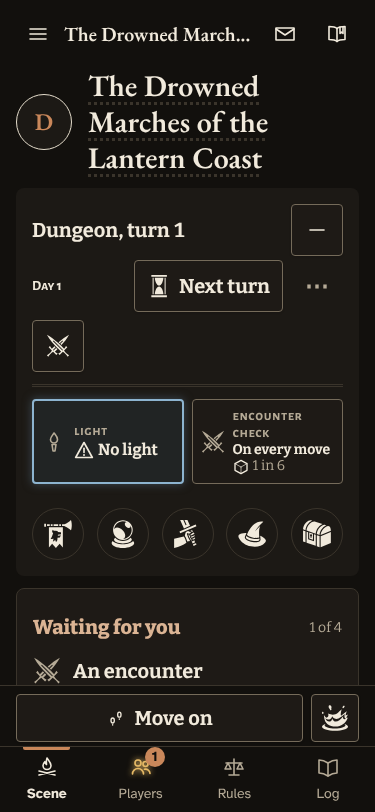 The Drowned March...
D
The Drowned
Marches of the
Lantern Coast
Dungeon, turn 1
Day 1
Next turn
LIGHT
No light
ENCOUNTER
CHECK
On every move
1 in 6
Waiting for you
1 of 4
An encounter
Move on
1
Scene
Players
Rules
Log